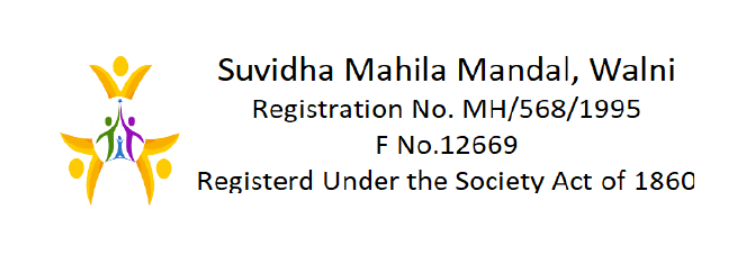 Suvidha Mahila Mandal, Walni
Registration No. MH/568/1995
F No.12669
Registerd Under the Society Act of 1860